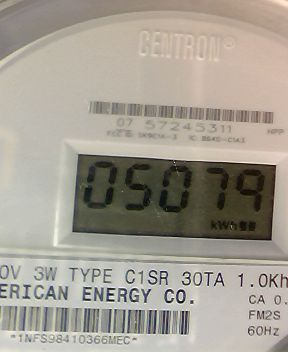 CENTRON®
07 57245311
HPP
05079
kWh
0V 3W TYPE C1SR 30TA 1.0Kh
ERICAN ENERGY CO.
CA 0.
FM2S
60Hz
*1NFS98410366MEC*